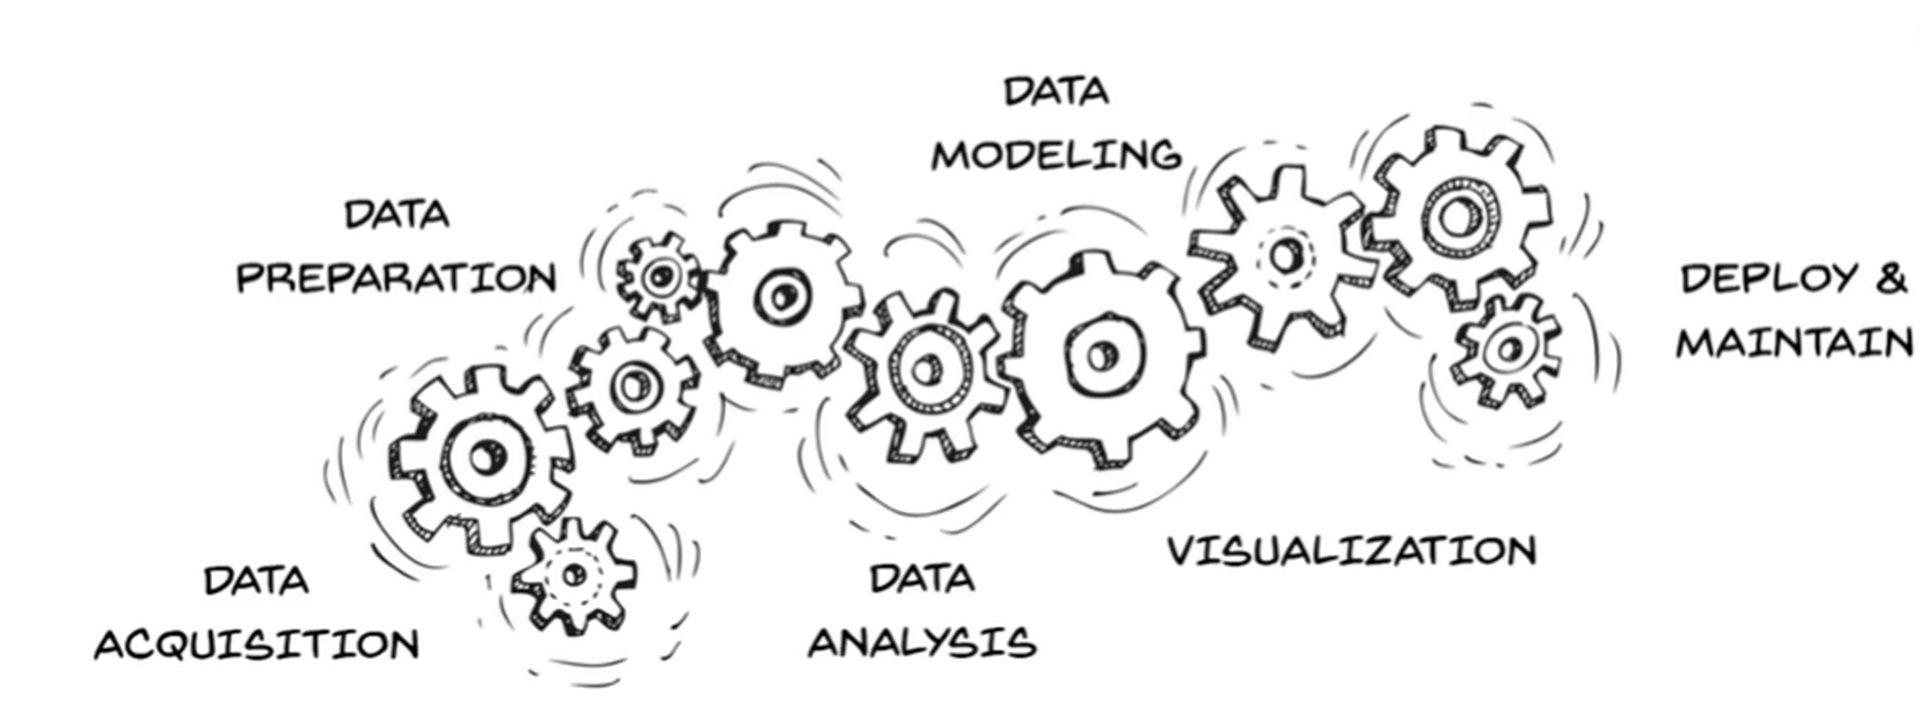 DATA
ACQUISITION
DATA
PREPARATION
DATA
ANALYSIS
DATA
MODELING
VISUALIZATION
DEPLOY &
MAINTAIN